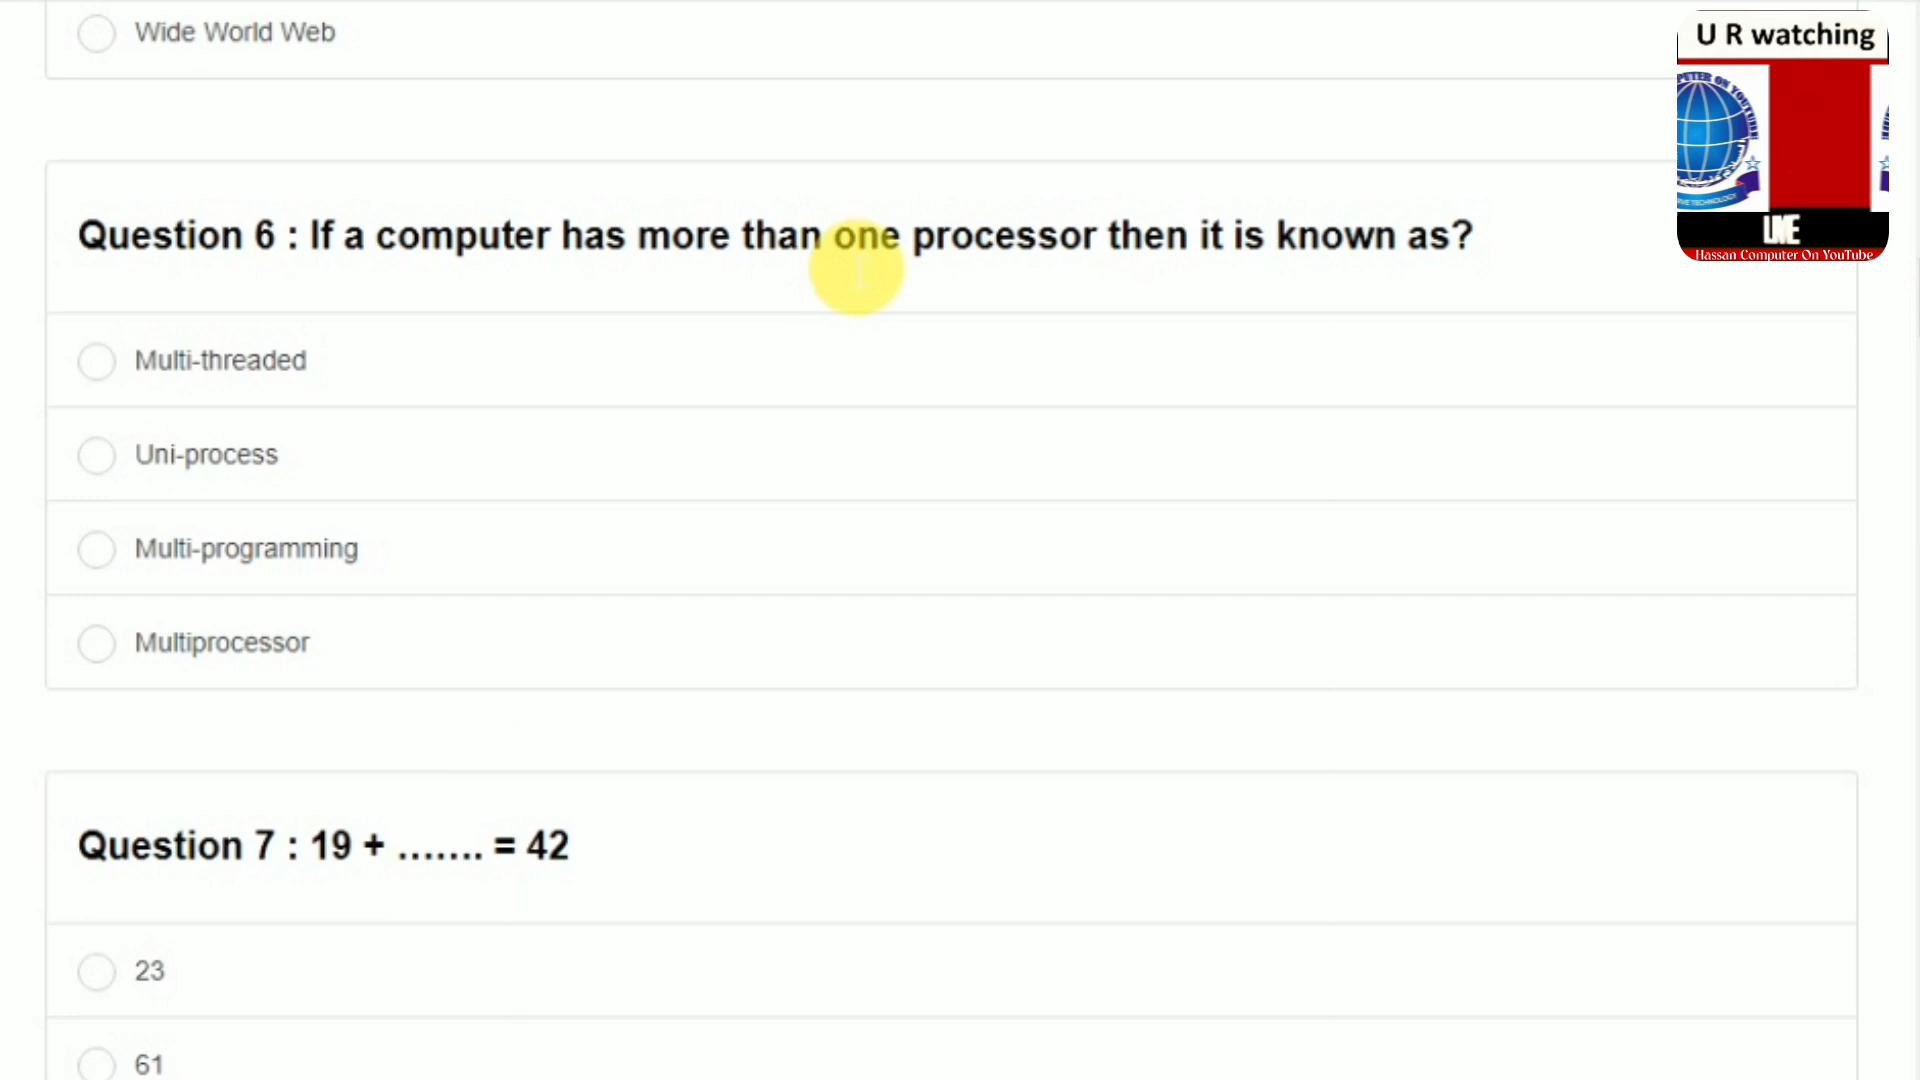 Wide World Web
U R watching
Question 6 : If a computer has more than one processor then it is known as?
LIVE
Hassan Computer On YouTube
Multi-threaded
Uni-process
Multi-programming
Multiprocessor
Question 7 : 19 + ....... = 42
23
61